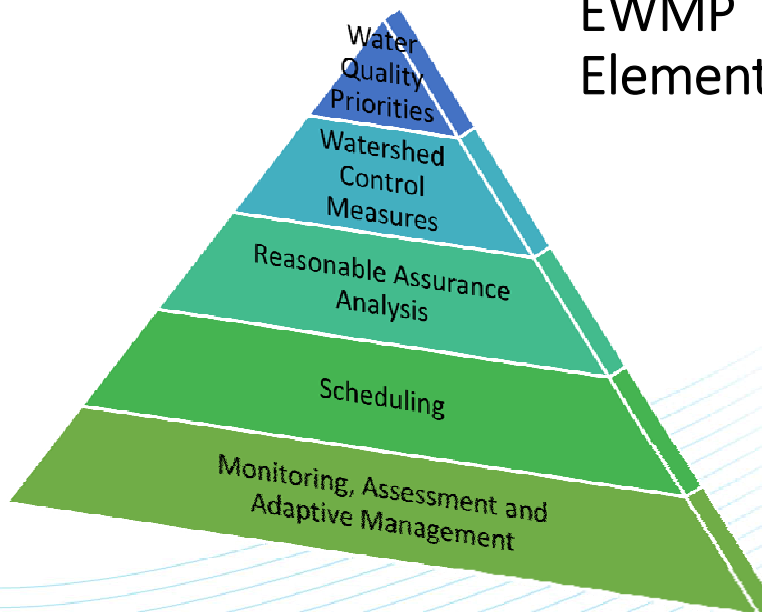 EWMP
Element
Water
Quality
Priorities
Watershed
Control
Measures
Reasonable Assurance
Analysis
Scheduling
Monitoring, Assessment and
Adaptive Management